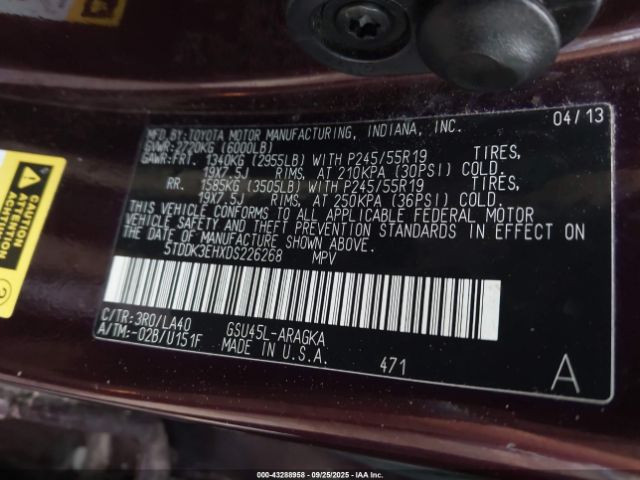 MFD. BY: TOYOTA MOTOR MANUFACTURING, INDIANA, INC. 04/13
GVWR: 2720KG (6000LB)
GAWR: FRT. 1340KG (2955LB) WITH P245/55R19 TIRES,
19X7.5J RIMS, AT 210KPA (30PSI) COLD.
RR. 1585KG (3505LB) WITH P245/55R19 TIRES,
19X7.5J RIMS, AT 250KPA (36PSI) COLD.
THIS VEHICLE CONFORMS TO ALL APPLICABLE FEDERAL MOTOR
VEHICLE SAFETY AND THEFT PREVENTION STANDARDS IN EFFECT ON
THE DATE OF MANUFACTURE SHOWN ABOVE.
5TDDK3EHXDS226268 MPV
C/TR: 3R0/LA40 GSU45L-ARAGKA
A/TM: -02B/U151F MADE IN U.S.A. 471 A
CAUTION
ACHTUNG
2
000-43288958 - 09/25/2025 - IAA Inc.